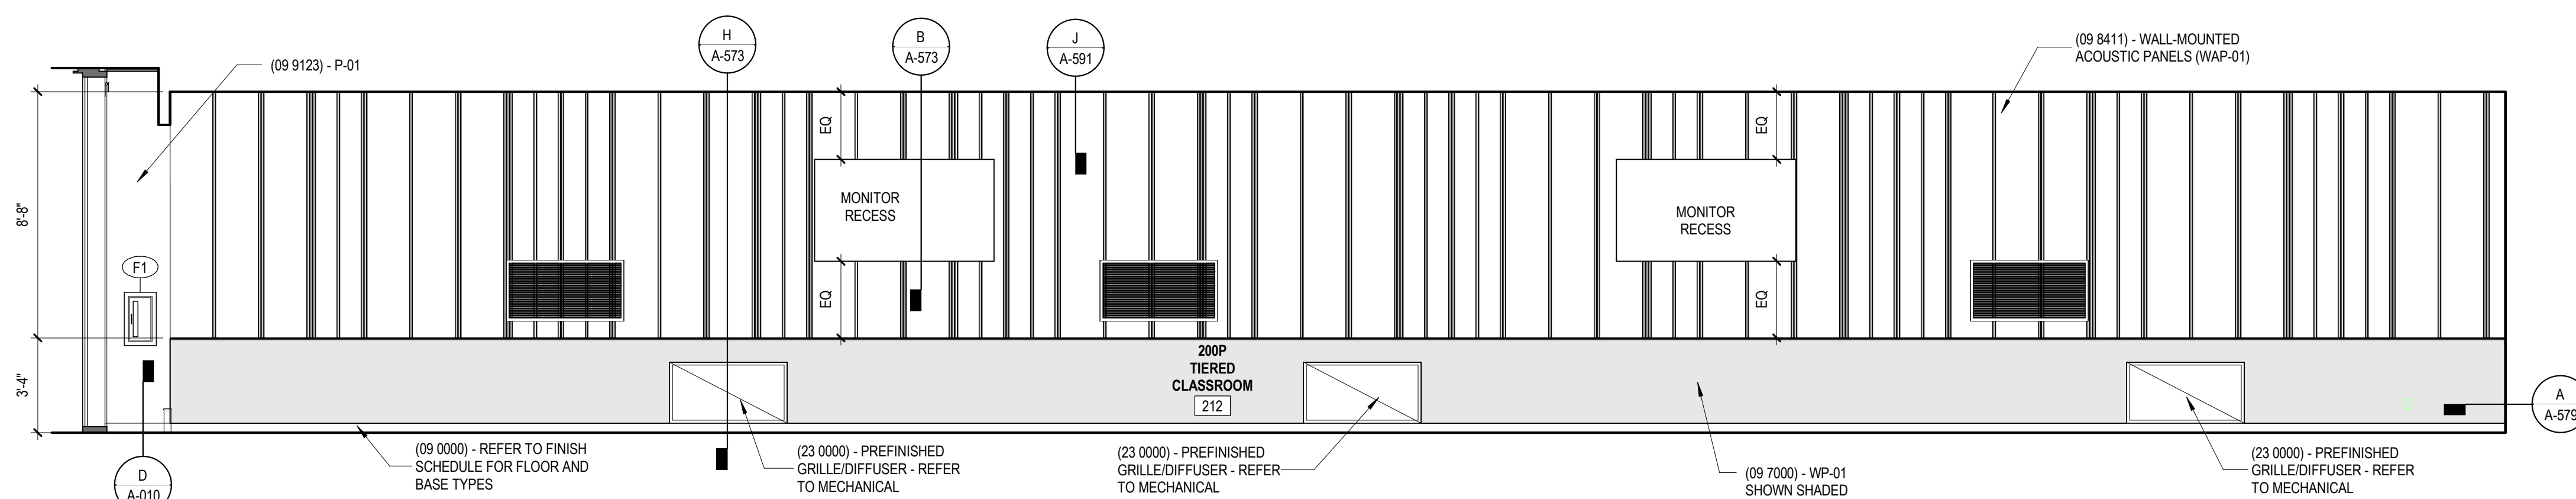 H
A-573
B
A-573
J
A-591
(09 9123) - P-01
(09 8411) - WALL-MOUNTED
ACOUSTIC PANELS (WAP-01)
8'-8"
3'-4"
EQ
EQ
EQ
EQ
MONITOR
RECESS
MONITOR
RECESS
F1
200P
TIERED
CLASSROOM
212
A
A-579
D
A-010
(09 0000) - REFER TO FINISH
SCHEDULE FOR FLOOR AND
BASE TYPES
(23 0000) - PREFINISHED
GRILLE/DIFFUSER - REFER
TO MECHANICAL
(23 0000) - PREFINISHED
GRILLE/DIFFUSER - REFER
TO MECHANICAL
(09 7000) - WP-01
SHOWN SHADED
(23 0000) - PREFINISHED
GRILLE/DIFFUSER - REFER
TO MECHANICAL